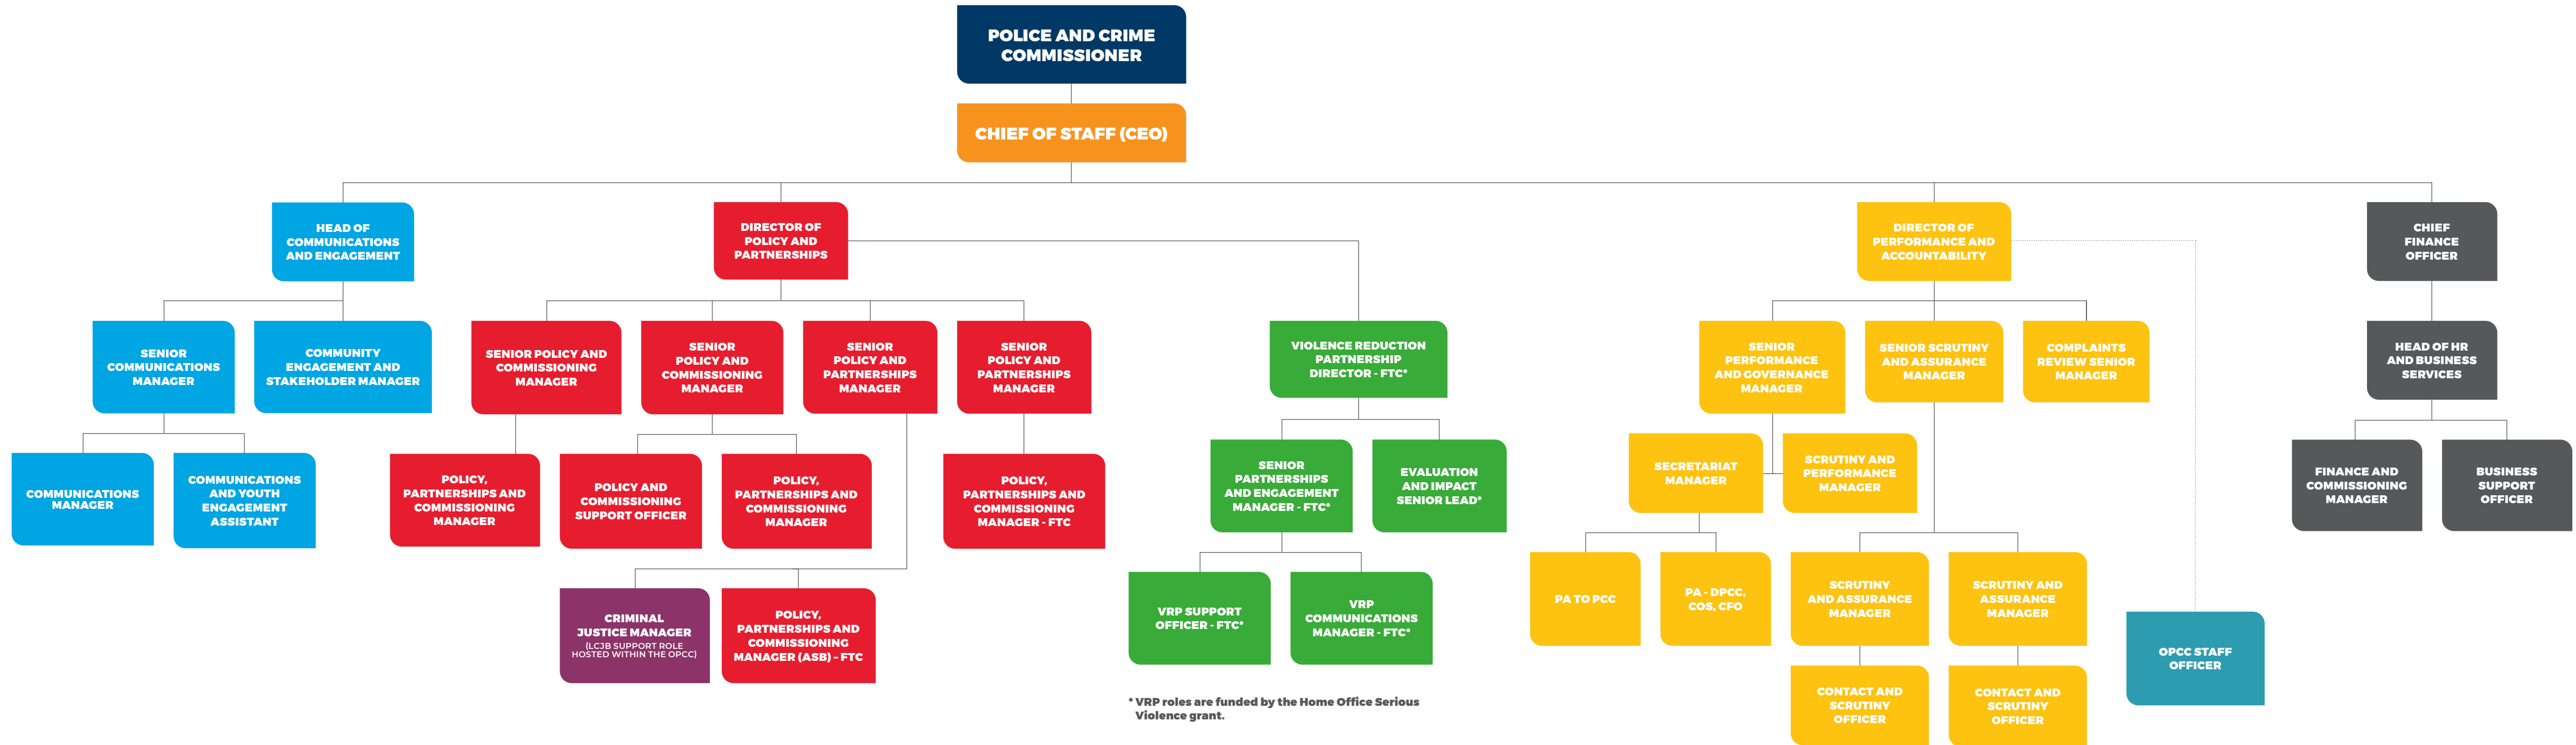 POLICE AND CRIME
COMMISSIONER
CHIEF OF STAFF (CEO)
HEAD OF
COMMUNICATIONS
AND ENGAGEMENT
DIRECTOR OF
POLICY AND
PARTNERSHIPS
DIRECTOR OF
PERFORMANCE AND
ACCOUNTABILITY
CHIEF
FINANCE
OFFICER
SENIOR
COMMUNICATIONS
MANAGER
COMMUNITY
ENGAGEMENT AND
STAKEHOLDER MANAGER
SENIOR POLICY AND
COMMISSIONING
MANAGER
SENIOR
POLICY AND
COMMISSIONING
MANAGER
SENIOR
POLICY AND
PARTNERSHIPS
MANAGER
SENIOR
POLICY AND
PARTNERSHIPS
MANAGER
VIOLENCE REDUCTION
PARTNERSHIP
DIRECTOR - FTC*
SENIOR
PERFORMANCE
AND GOVERNANCE
MANAGER
SENIOR SCRUTINY
AND ASSURANCE
MANAGER
COMPLAINTS
REVIEW SENIOR
MANAGER
HEAD OF HR
AND BUSINESS
SERVICES
COMMUNICATIONS
MANAGER
COMMUNICATIONS
AND YOUTH
ENGAGEMENT
ASSISTANT
POLICY,
PARTNERSHIPS AND
COMMISSIONING
MANAGER
POLICY AND
COMMISSIONING
SUPPORT OFFICER
POLICY,
PARTNERSHIPS AND
COMMISSIONING
MANAGER
POLICY,
PARTNERSHIPS AND
COMMISSIONING
MANAGER - FTC
SENIOR
PARTNERSHIPS
AND ENGAGEMENT
MANAGER - FTC*
EVALUATION
AND IMPACT
SENIOR LEAD*
SECRETARIAT
MANAGER
SCRUTINY AND
PERFORMANCE
MANAGER
FINANCE AND
COMMISSIONING
MANAGER
BUSINESS
SUPPORT
OFFICER
CRIMINAL
JUSTICE MANAGER
(LCJB SUPPORT ROLE
HOSTED WITHIN THE OPCC)
POLICY,
PARTNERSHIPS AND
COMMISSIONING
MANAGER (ASB) – FTC
VRP SUPPORT
OFFICER - FTC*
VRP
COMMUNICATIONS
MANAGER - FTC*
PA TO PCC
PA - DPCC,
COS, CFO
SCRUTINY
AND ASSURANCE
MANAGER
SCRUTINY AND
ASSURANCE
MANAGER
OPCC STAFF
OFFICER
CONTACT AND
SCRUTINY
OFFICER
CONTACT AND
SCRUTINY
OFFICER
* VRP roles are funded by the Home Office Serious
Violence grant.